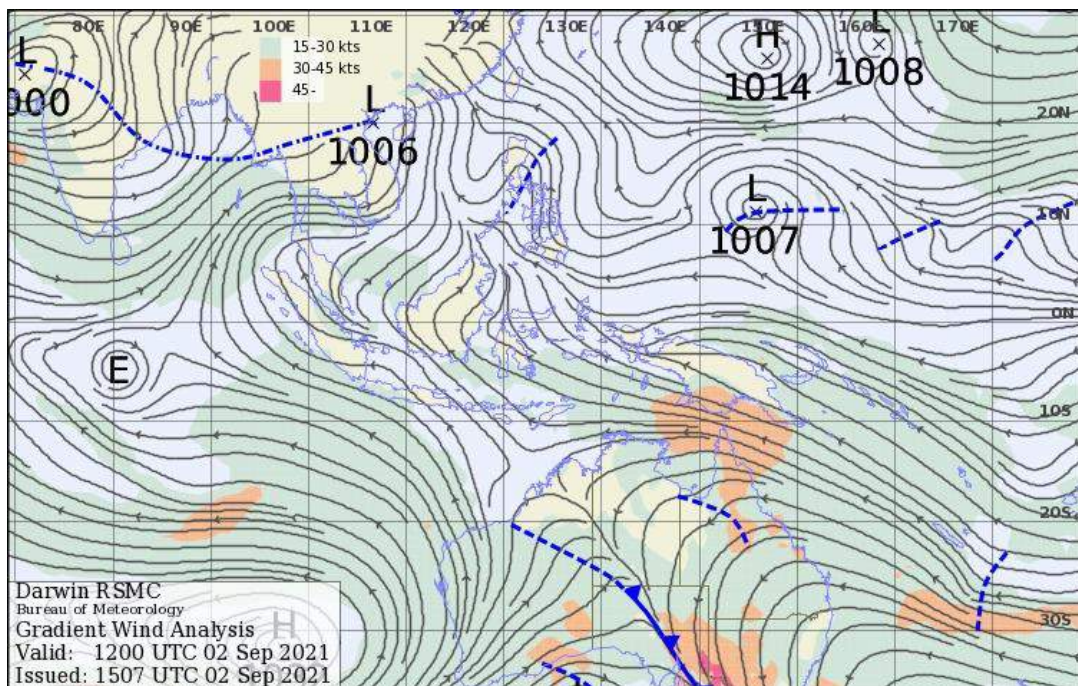 80E 90E 100E 110E 120E 130E 140E 150E 160E 170E
L
H
L
15-30 kts
30-45 kts
45-
1014
1008
L
1006
20N
L
1007
10N
0N
E
10S
20S
30S
Darwin RSMC
Bureau of Meteorology
Gradient Wind Analysis
Valid: 1200 UTC 02 Sep 2021
Issued: 1507 UTC 02 Sep 2021
H